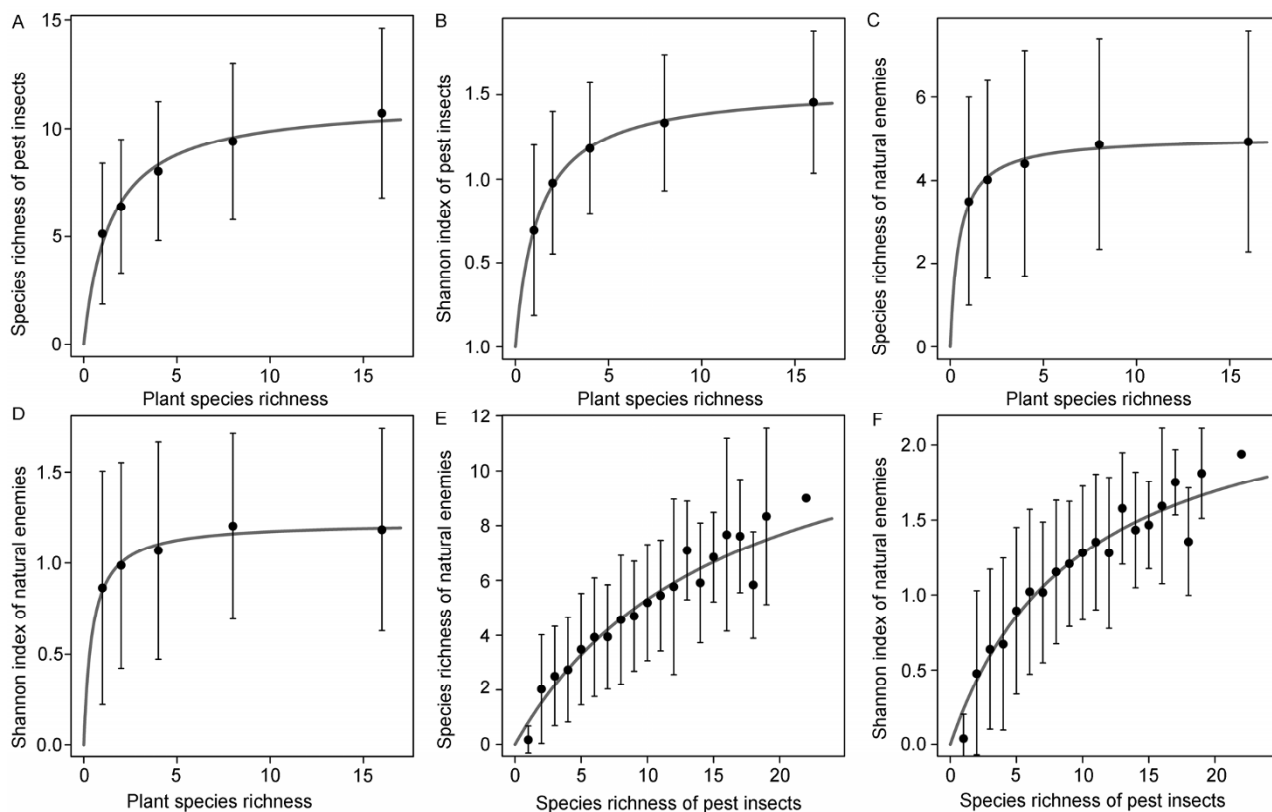 A
Species richness of pest insects
15
10
5
0
0 5 10 15
Plant species richness
B
Shannon index of pest insects
1.5
1.0
0.5
1.0
0 5 10 15
Plant species richness
C
Species richness of natural enemies
6
4
2
0
0 5 10 15
Plant species richness
D
Shannon index of natural enemies
1.5
1.0
0.5
0.0
0 5 10 15
Plant species richness
E
Species richness of natural enemies
12
10
8
6
4
2
0
0 5 10 15 20
Species richness of pest insects
F
Shannon index of natural enemies
2.0
1.5
1.0
0.5
0.0
0 5 10 15 20
Species richness of pest insects